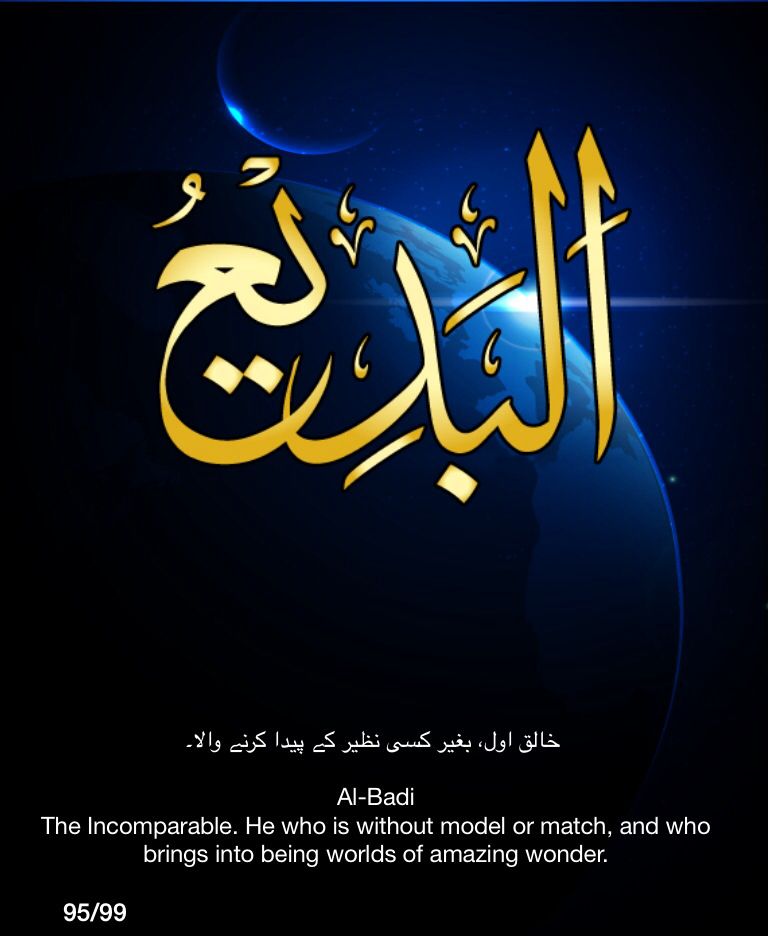 البَدِيْعُ
خالق اول، بغیر کسی نظیر کے پیدا کرنے والا۔
Al-Badi
The Incomparable. He who is without model or match, and who
brings into being worlds of amazing wonder.
95/99